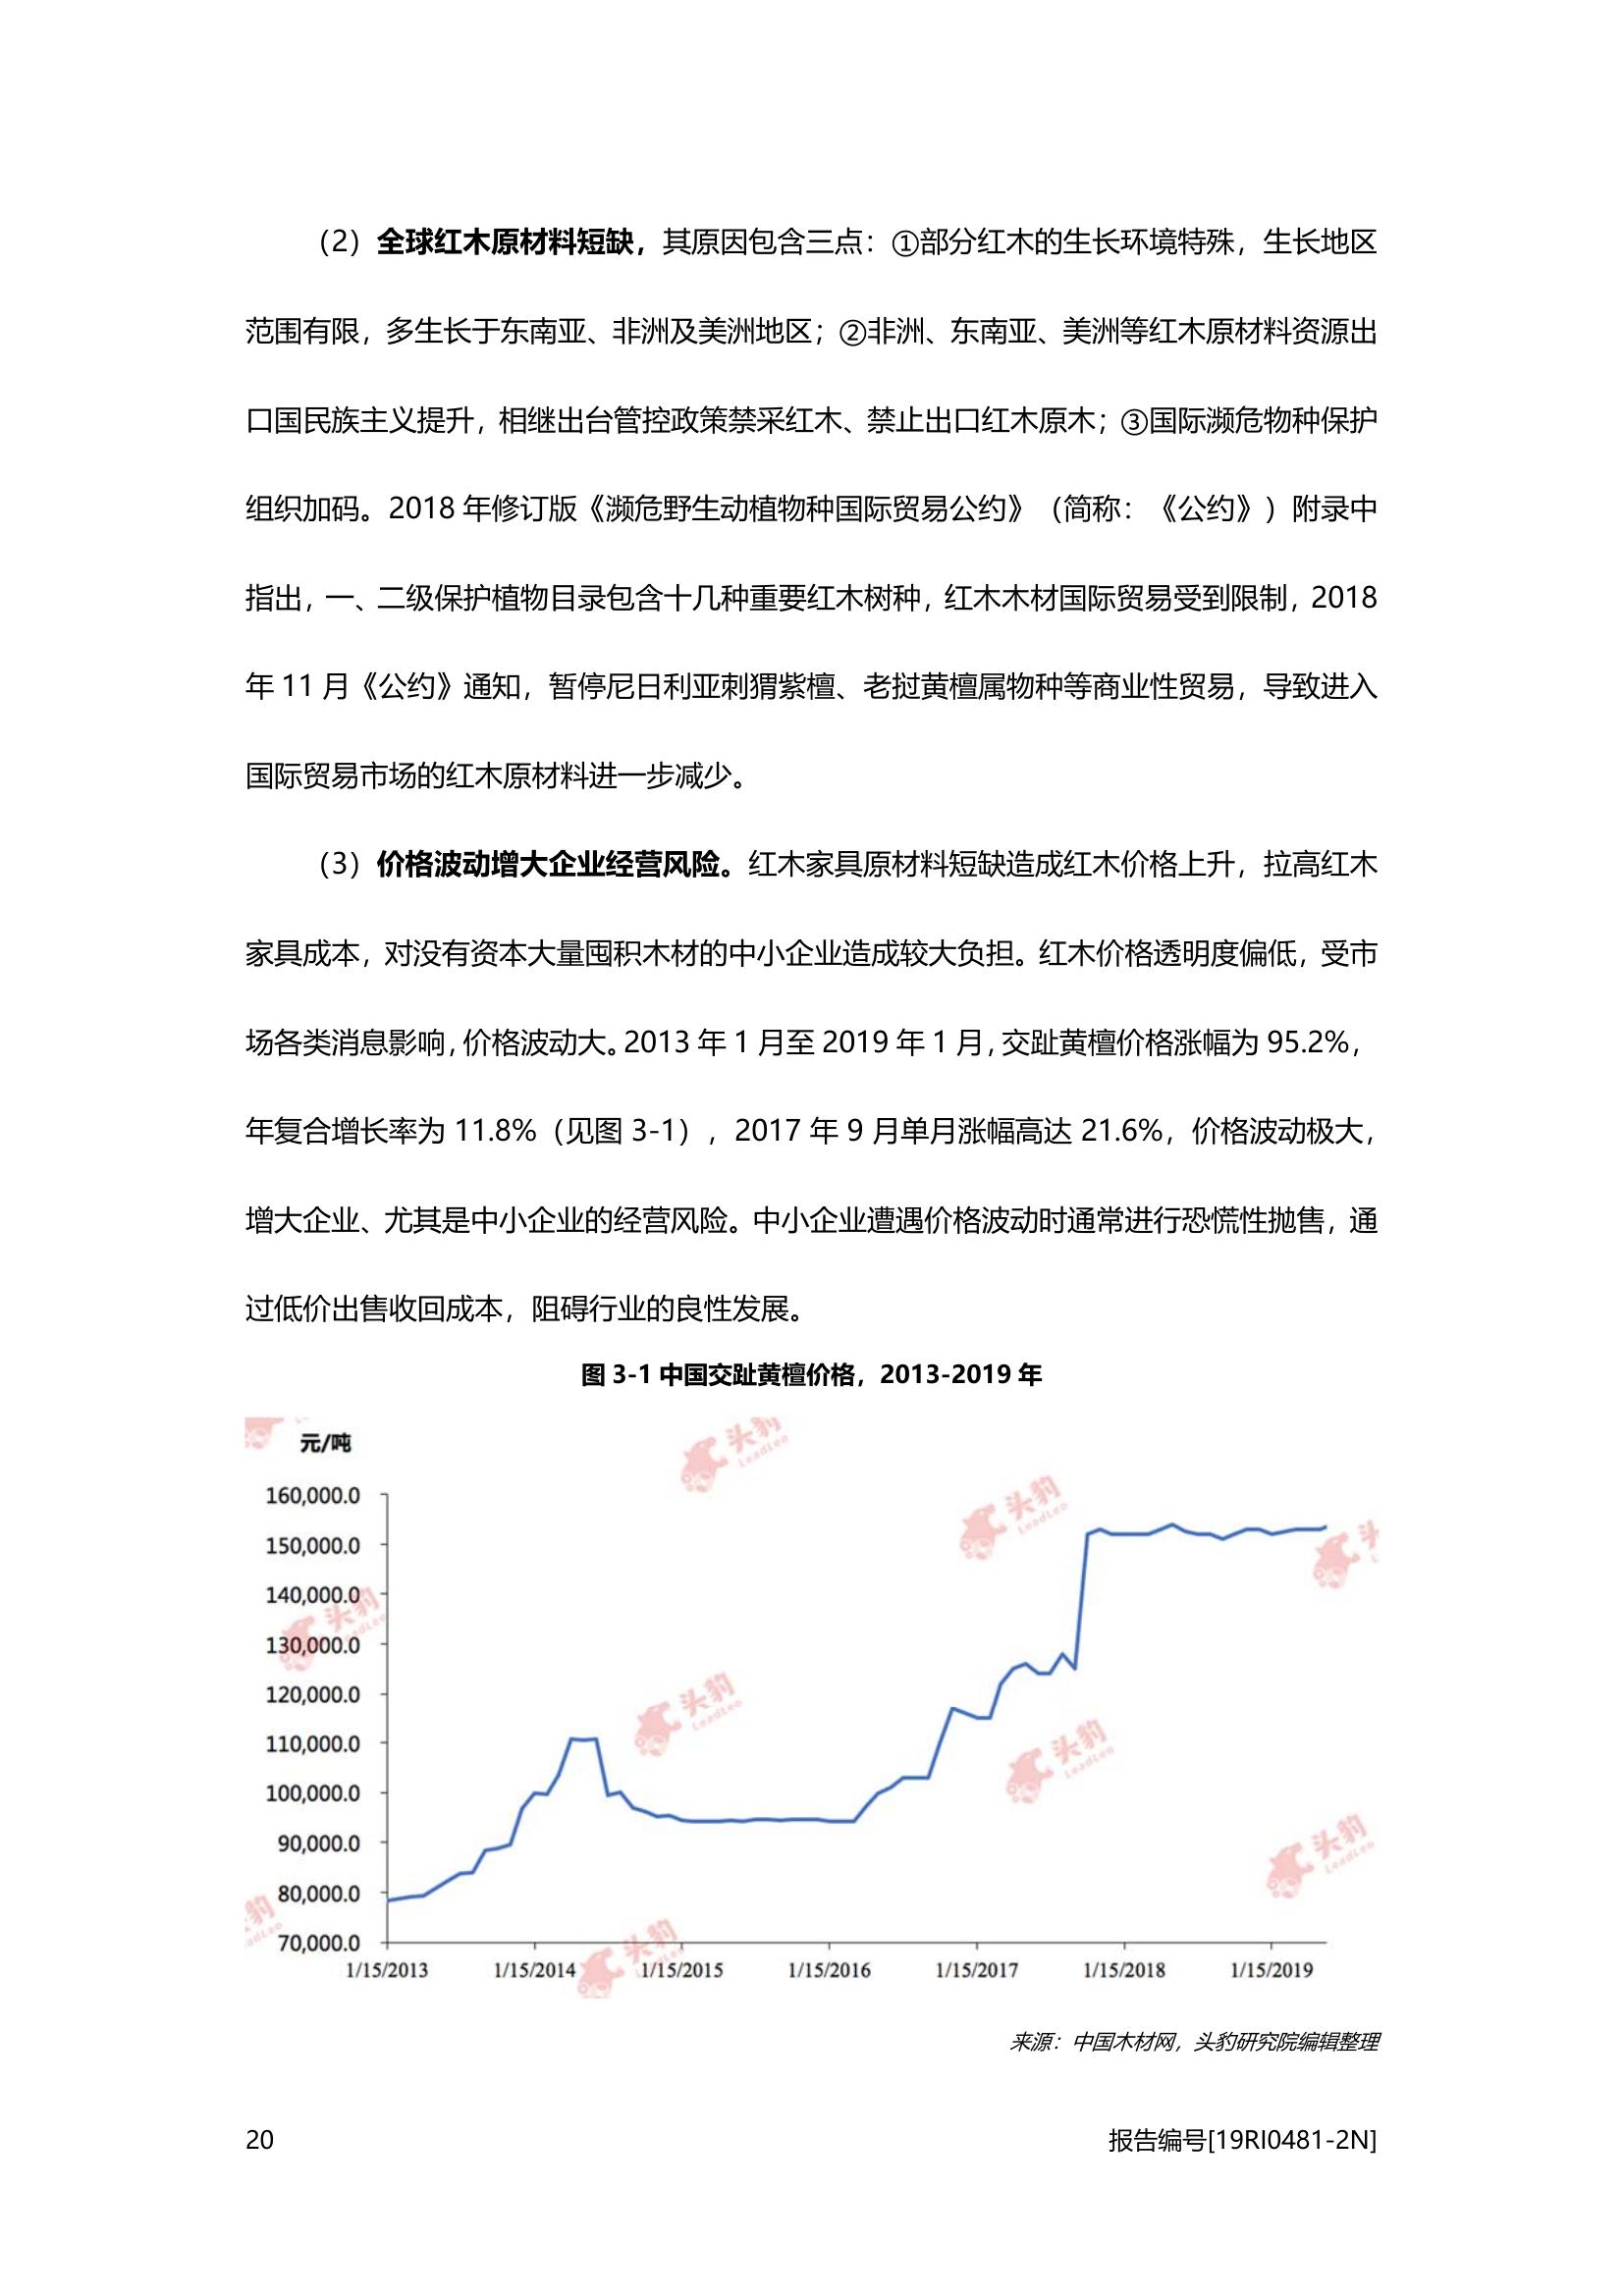 （2）全球红木原材料短缺，其原因包含三点：①部分红木的生长环境特殊，生长地区
范围有限，多生长于东南亚、非洲及美洲地区；②非洲、东南亚、美洲等红木原材料资源出
口国民族主义提升，相继出台管控政策禁采红木、禁止出口红木原木；③国际濒危物种保护
组织加码。2018 年修订版《濒危野生动植物种国际贸易公约》（简称：《公约》）附录中
指出，一、二级保护植物目录包含十几种重要红木树种，红木木材国际贸易受到限制，2018
年 11 月《公约》通知，暂停尼日利亚刺猬紫檀、老挝黄檀属物种等商业性贸易，导致进入
国际贸易市场的红木原材料进一步减少。
（3）价格波动增大企业经营风险。红木家具原材料短缺造成红木价格上升，拉高红木
家具成本，对没有资本大量囤积木材的中小企业造成较大负担。红木价格透明度偏低，受市
场各类消息影响，价格波动大。2013 年 1 月至 2019 年 1 月，交趾黄檀价格涨幅为 95.2%，
年复合增长率为 11.8%（见图 3-1），2017 年 9 月单月涨幅高达 21.6%，价格波动极大，
增大企业、尤其是中小企业的经营风险。中小企业遭遇价格波动时通常进行恐慌性抛售，通
过低价出售收回成本，阻碍行业的良性发展。
图 3-1 中国交趾黄檀价格，2013-2019 年
元/吨
160,000.0
150,000.0
140,000.0
130,000.0
120,000.0
110,000.0
100,000.0
90,000.0
80,000.0
70,000.0
1/15/2013 1/15/2014 1/15/2015 1/15/2016 1/15/2017 1/15/2018 1/15/2019
头豹
LeadLeo
头豹
LeadLeo
头豹
LeadLeo
头豹
LeadLeo
头豹
LeadLeo
头豹
LeadLeo
头豹
LeadLeo
来源：中国木材网，头豹研究院编辑整理
20
报告编号[19RI0481-2N]